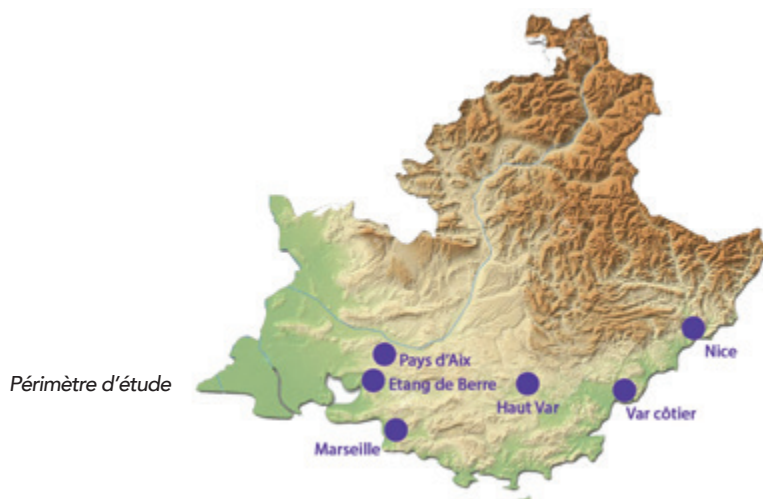 Périmètre d'étude
Pays d'Aix
Etang de Berre
Marseille
Haut Var
Var côtier
Nice